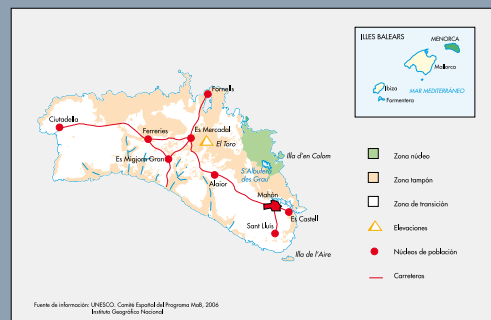 ILLES BALEARS
MENORCA
Mallorca
Ibiza
MAR MEDITERRÁNEO
Formentera
Fornells
Ciutadella
Ferreries
Es Mercadal
El Toro
Es Migjorn Gran
Illa d'en Colom
S'Albufera
des Grau
Alaior
Mahón
Es Castell
Sant Lluís
Illa de l'Aire
Zona núcleo
Zona tampón
Zona de transición
Elevaciones
Núcleos de población
Carreteras
Fuente de información: UNESCO. Comité Español del Programa MaB, 2006
Instituto Geográfico Nacional